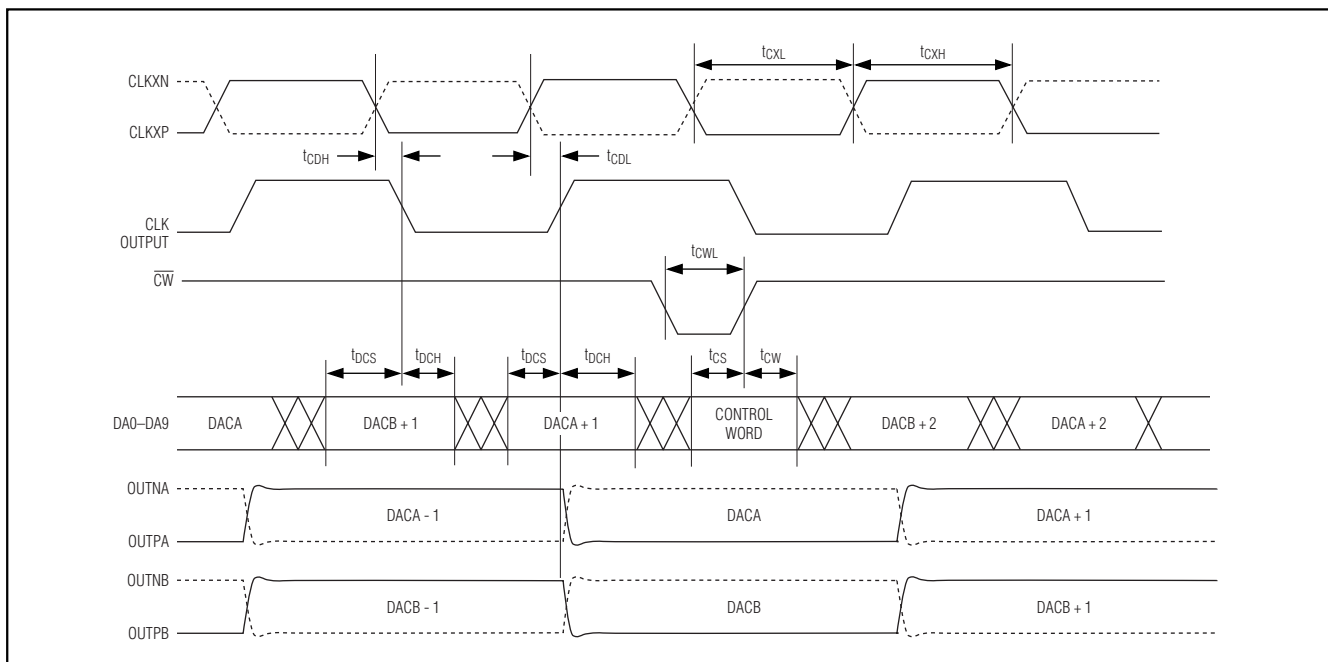 CLKXN
tCXL
tCXH
CLKXP
tCDH
tCDL
CLK
OUTPUT
tCWL
CW
tDCS
tDCH
tDCS
tDCH
tCS
tCW
DA0–DA9
DACA
DACB + 1
DACA + 1
CONTROL
WORD
DACB + 2
DACA + 2
OUTNA
DACA - 1
DACA
DACA + 1
OUTPA
OUTNB
DACB - 1
DACB
DACB + 1
OUTPB